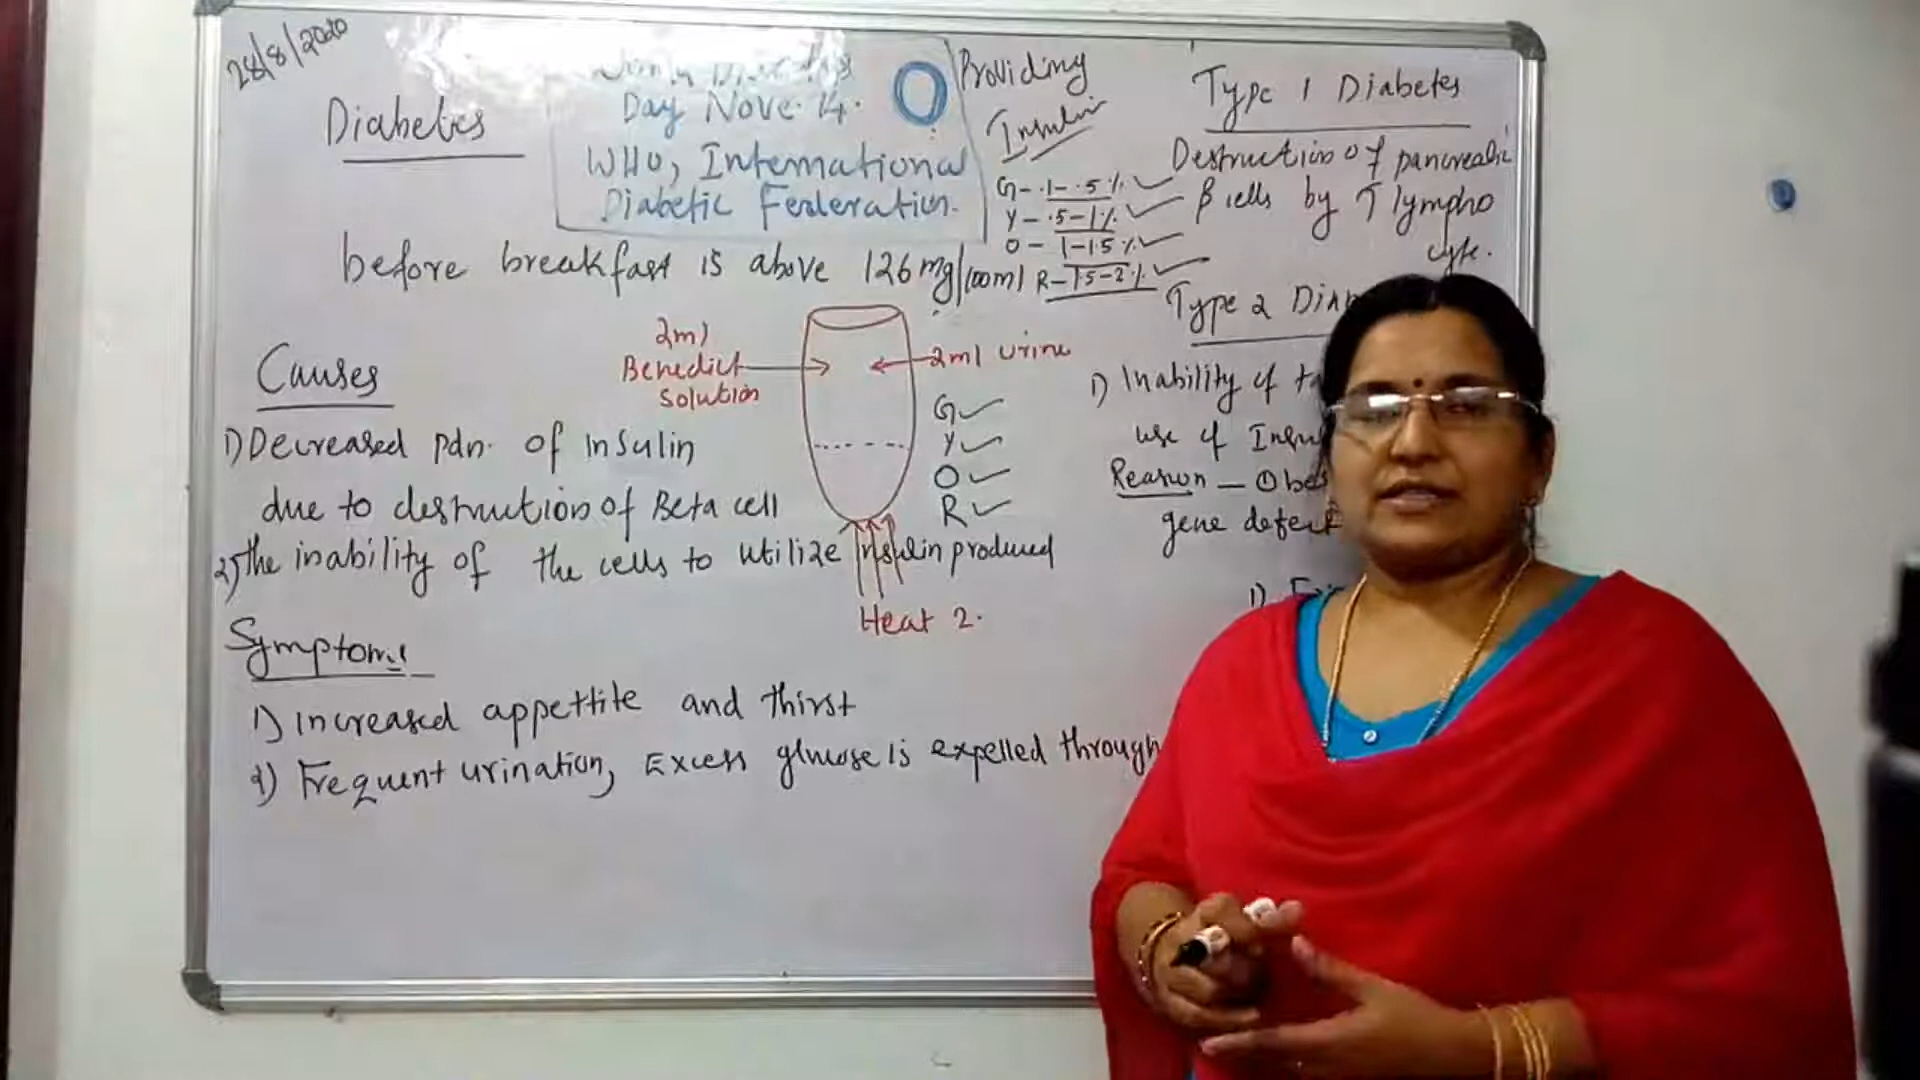 28/8/2020
Diabetes
Day Nove. 14.
WHO, International
Diabetic Federation.
before breakfast is above 126 mg/100ml
Causes
1) Decreased pdn. of insulin
due to destruction of Beta cell
2) The inability of the cells to utilize insulin produced
Symptoms
1) increased appettite and thirst
2) Frequent urination, Excess glucose is expelled through
2ml
Benedict
solution
2ml urine
G
Y
O
R
Heat 2.
Providing
Insulin
G - .1 - .5%
Y - .5 - 1%
O - 1 - 1.5%
R - 1.5 - 2%
Type 1 Diabetes
Destruction of pancreatic
β cells by T lympho
cyte.
Type 2
1) Inability of
use of
Reason -
gene defect
1)